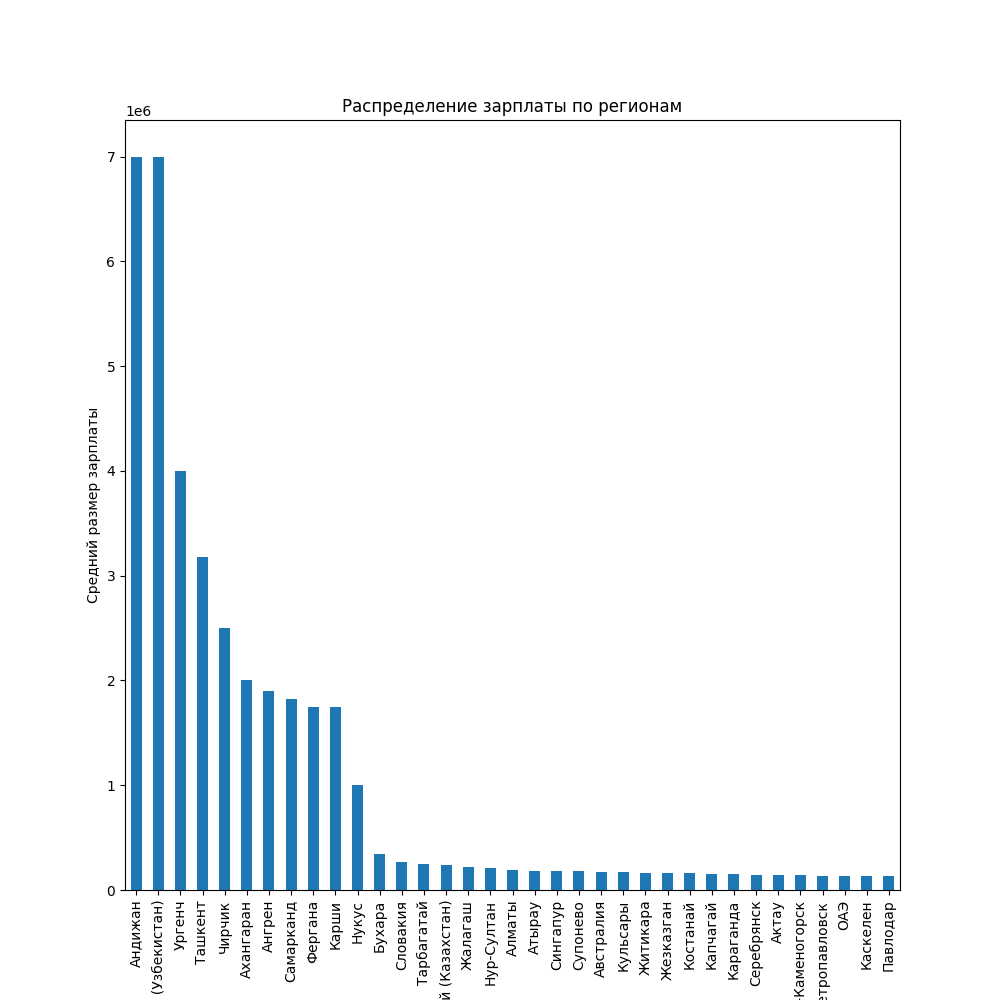 Распределение зарплаты по регионам
1e6
7
6
5
4
3
2
1
0
Средний размер зарплаты
Андижан
(Узбекистан)
Ургенч
Ташкент
Чирчик
Ахангаран
Ангрен
Самарканд
Фергана
Карши
Нукус
Бухара
Словакия
Тарбагатай
й (Казахстан)
Жалагаш
Нур-Султан
Алматы
Атырау
Сингапур
Супонево
Австралия
Кульсары
Житикара
Жезказган
Костанай
Капчагай
Караганда
Серебрянск
Актау
-Каменогорск
етропавловск
ОАЭ
Каскелен
Павлодар